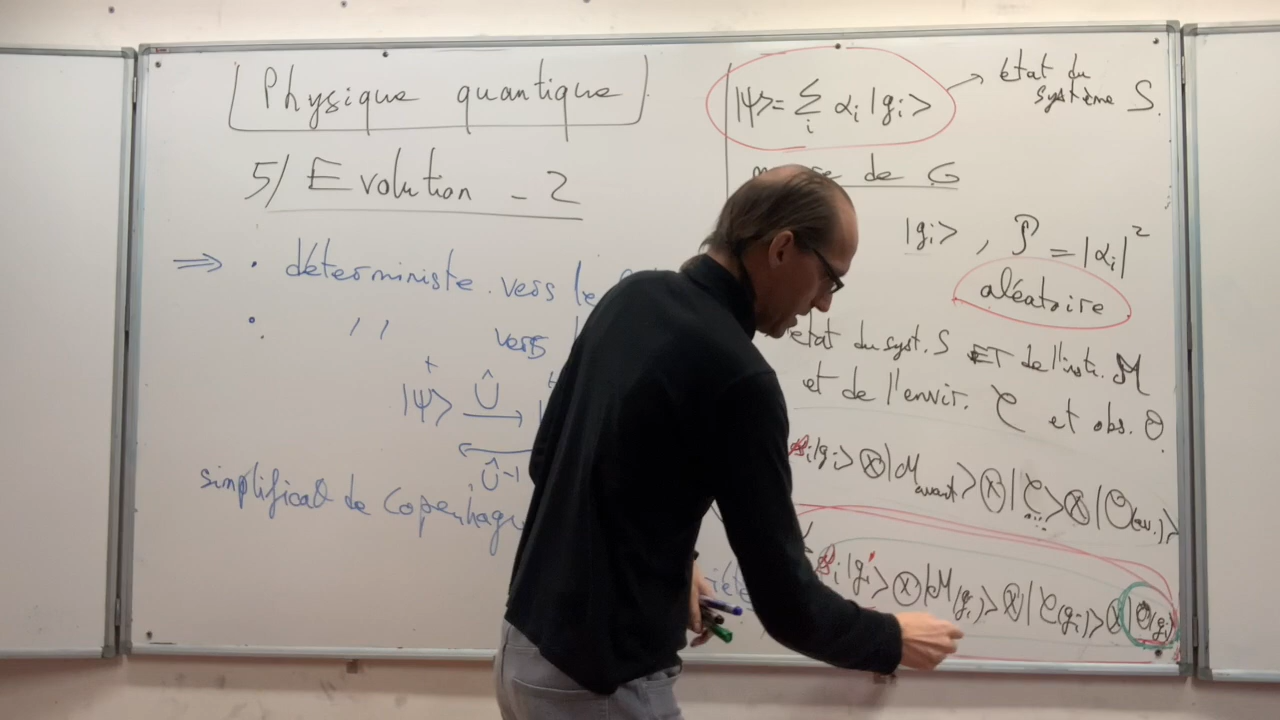 Physique quantique
5/ Evolution - 2
⇒ • déterministe vers le
• / / vers
|ψ> Û
Û⁻¹
simplificat° de Copenhague
|ψ> = ∑ αi |gi> → état du système S.
i
de G
|gi> , P = |αi|²
aléatoire
état du syst. S ET de l'instr. M
et de l'envir. E et obs. O
i |gi> ⊗ |M avant> ⊗ |E ...> ⊗ |O(av.)>
i |gi> ⊗ |M(gi)> ⊗ |E(gi)> ⊗ |O(gi)